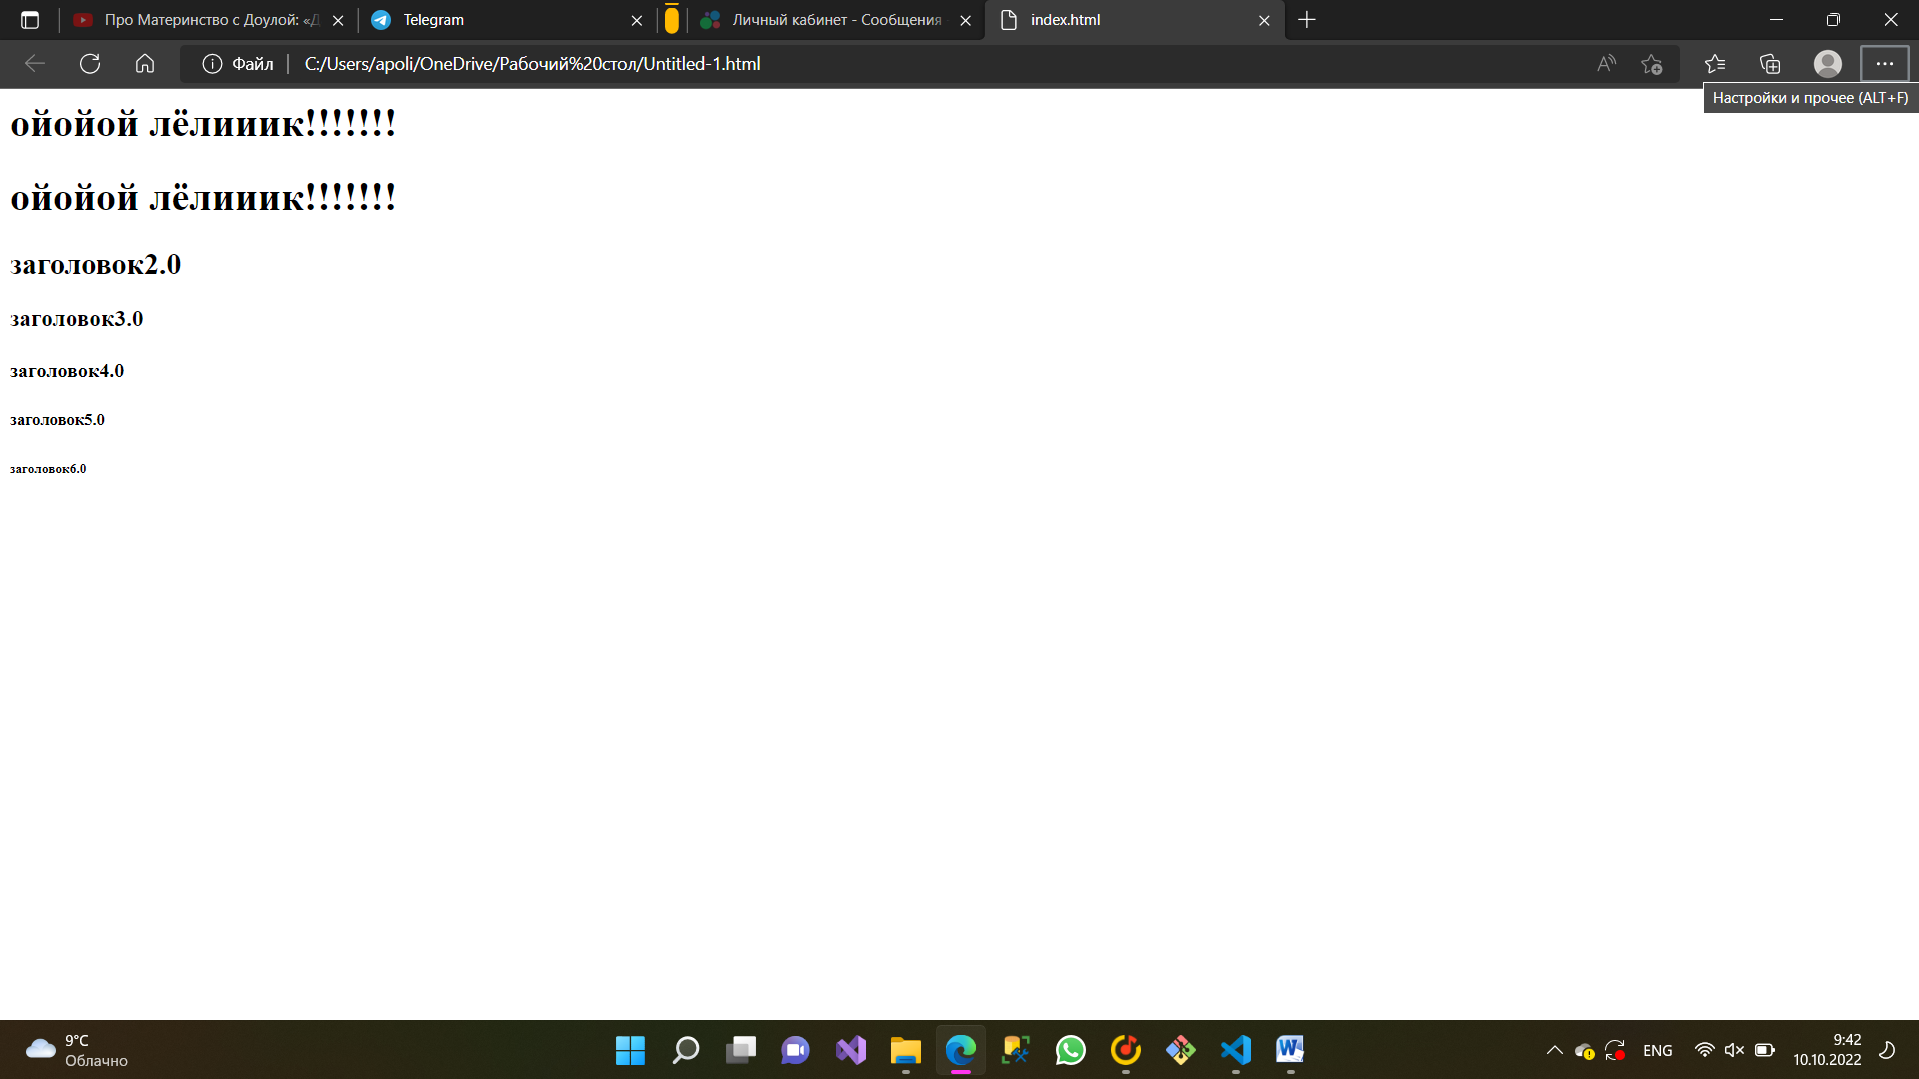 Про Материнство с Доулой: «Д
Telegram
Личный кабинет - Сообщения
index.html
Файл
C:/Users/apoli/OneDrive/Рабочий%20стол/Untitled-1.html
Настройки и прочее (ALT+F)
ойойой лёлииик!!!!!!!
ойойой лёлииик!!!!!!!
заголовок2.0
заголовок3.0
заголовок4.0
заголовок5.0
заголовок6.0
9°C
Облачно
ENG
9:42
10.10.2022